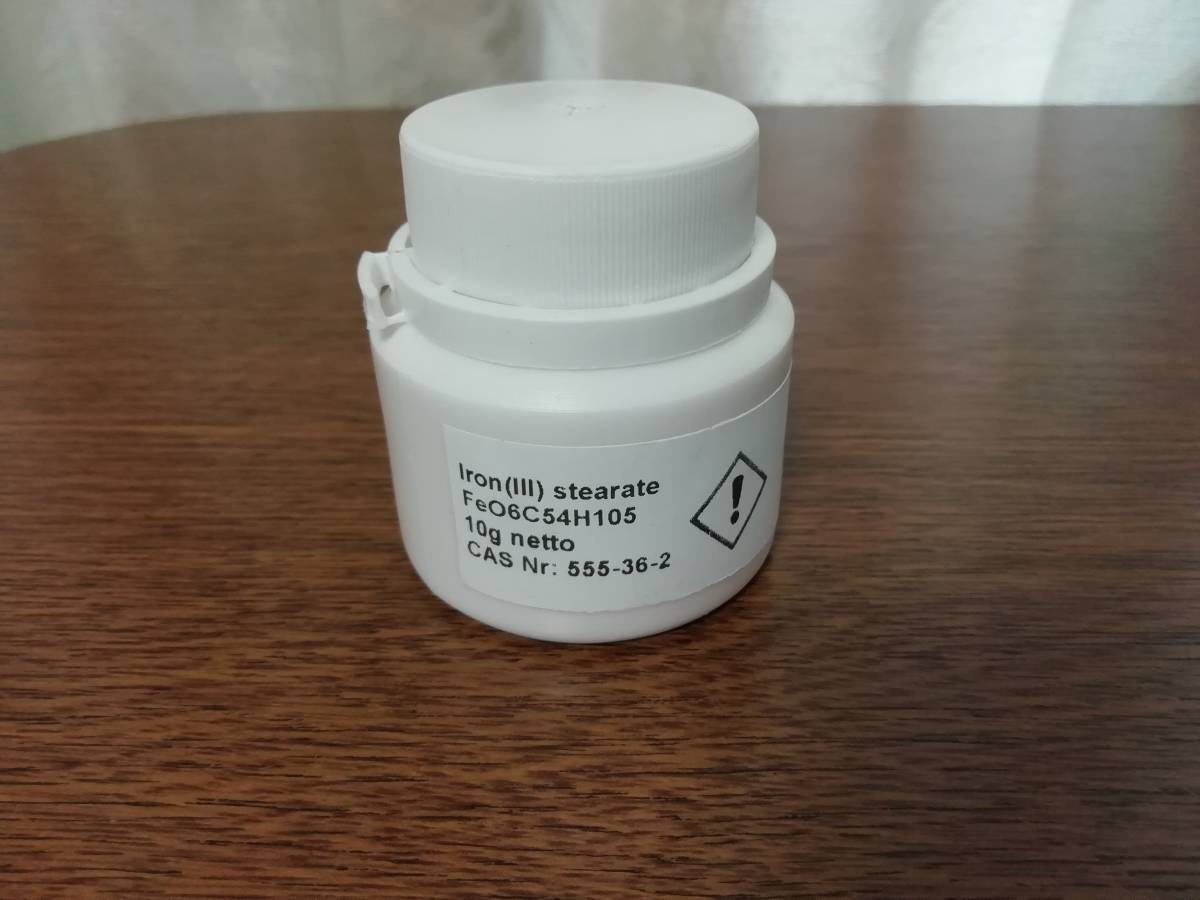 Iron(III) stearate
FeO6C54H105
10g netto
CAS Nr: 555-36-2